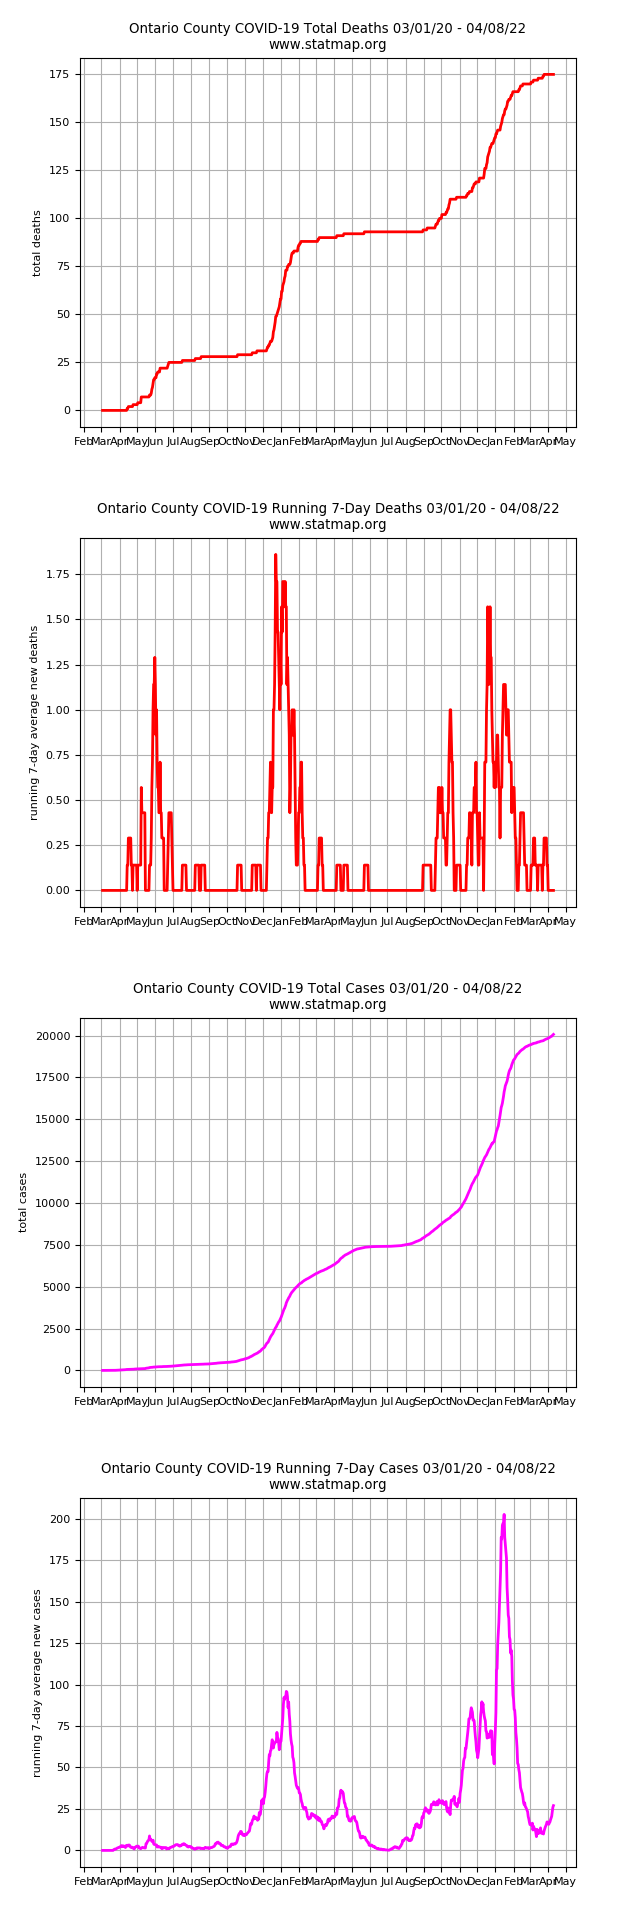 Ontario County COVID-19 Total Deaths 03/01/20 - 04/08/22
www.statmap.org
175
150
125
100
75
50
25
0
total deaths
Feb Mar Apr May Jun Jul Aug Sep Oct Nov Dec Jan Feb Mar Apr May Jun Jul Aug Sep Oct Nov Dec Jan Feb Mar Apr May
Ontario County COVID-19 Running 7-Day Deaths 03/01/20 - 04/08/22
www.statmap.org
1.75
1.50
1.25
1.00
0.75
0.50
0.25
0.00
running 7-day average new deaths
Feb Mar Apr May Jun Jul Aug Sep Oct Nov Dec Jan Feb Mar Apr May Jun Jul Aug Sep Oct Nov Dec Jan Feb Mar Apr May
Ontario County COVID-19 Total Cases 03/01/20 - 04/08/22
www.statmap.org
20000
17500
15000
12500
10000
7500
5000
2500
0
total cases
Feb Mar Apr May Jun Jul Aug Sep Oct Nov Dec Jan Feb Mar Apr May Jun Jul Aug Sep Oct Nov Dec Jan Feb Mar Apr May
Ontario County COVID-19 Running 7-Day Cases 03/01/20 - 04/08/22
www.statmap.org
200
175
150
125
100
75
50
25
0
running 7-day average new cases
Feb Mar Apr May Jun Jul Aug Sep Oct Nov Dec Jan Feb Mar Apr May Jun Jul Aug Sep Oct Nov Dec Jan Feb Mar Apr May